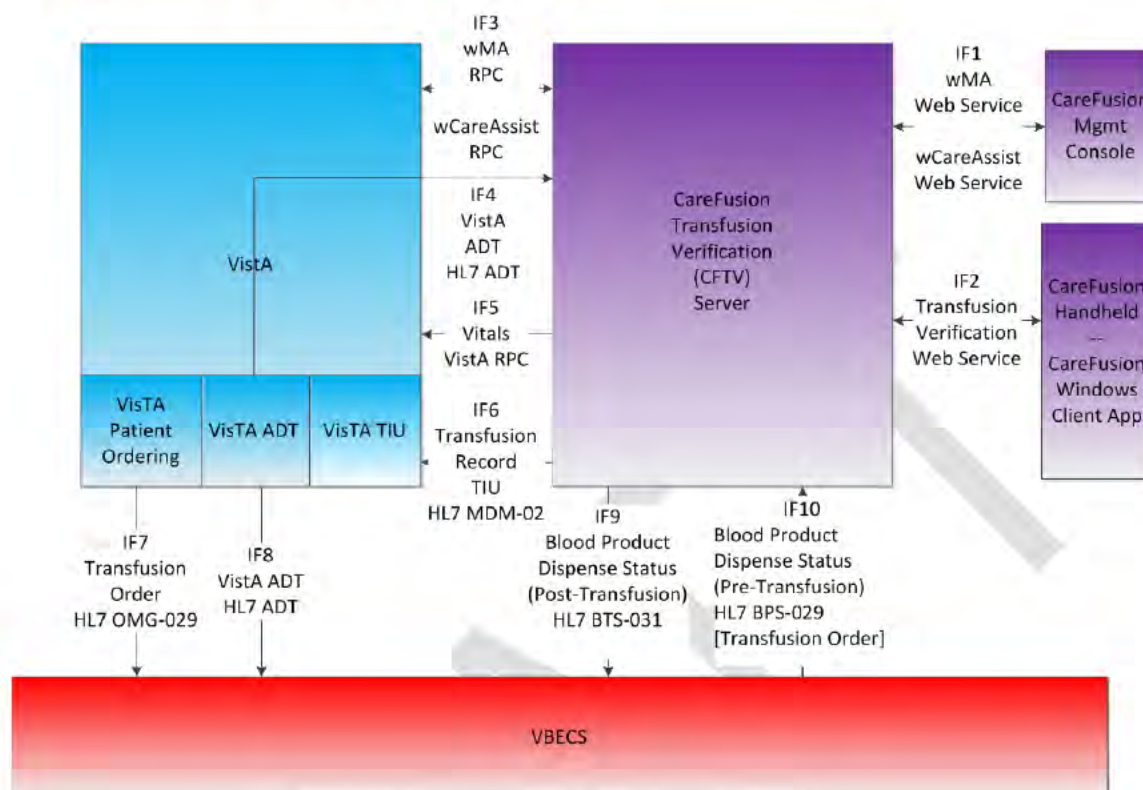 IF3
wMA
RPC
wCareAssist
RPC
IF4
VistA
ADT
HL7 ADT
IF5
Vitals
VistA RPC
IF6
Transfusion
Record
TIU
HL7 MDM-02
VistA
VisTA
Patient
Ordering
VisTA ADT
VisTA TIU
CareFusion
Transfusion
Verification
(CFTV)
Server
IF1
wMA
Web Service
wCareAssist
Web Service
CareFusion
Mgmt
Console
IF2
Transfusion
Verification
Web Service
CareFusion
Handheld
--
CareFusion
Windows
Client App
IF7
Transfusion
Order
HL7 OMG-029
IF8
VistA ADT
HL7 ADT
IF9
Blood Product
Dispense Status
(Post-Transfusion)
HL7 BTS-031
IF10
Blood Product
Dispense Status
(Pre-Transfusion)
HL7 BPS-029
[Transfusion Order]
VBECS